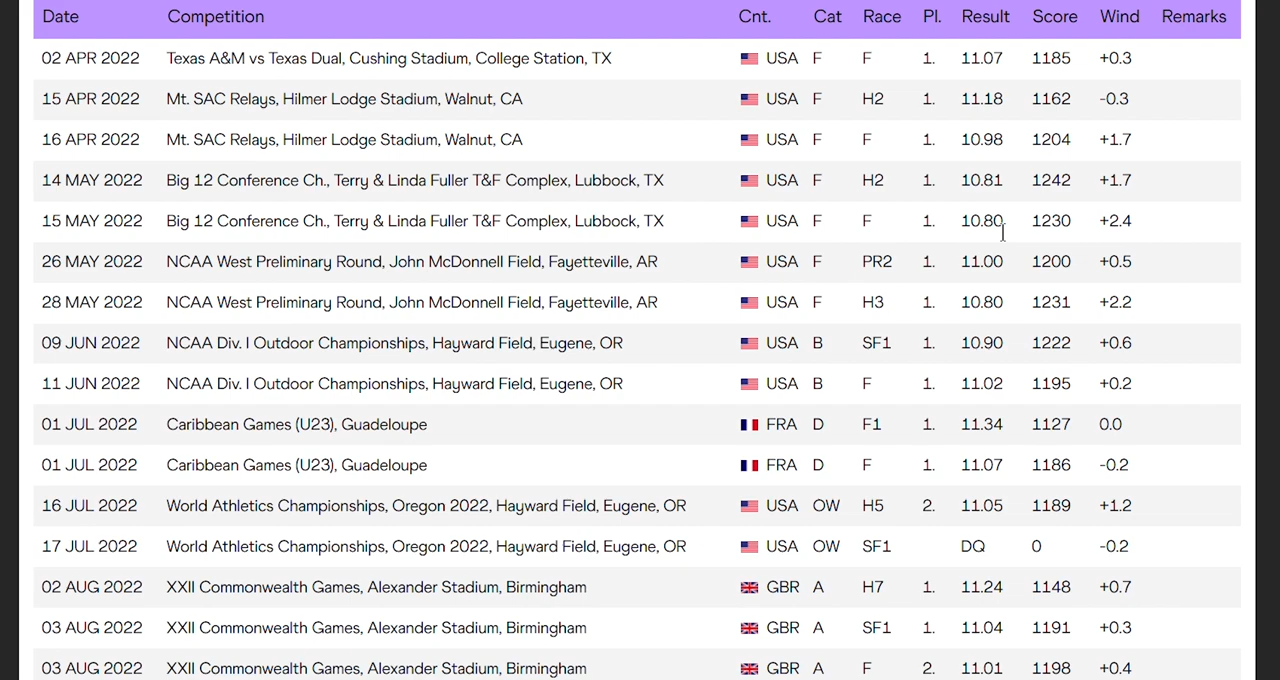 Date Competition Cnt. Cat Race Pl. Result Score Wind Remarks
02 APR 2022 Texas A&M vs Texas Dual, Cushing Stadium, College Station, TX USA F F 1. 11.07 1185 +0.3
15 APR 2022 Mt. SAC Relays, Hilmer Lodge Stadium, Walnut, CA USA F H2 1. 11.18 1162 -0.3
16 APR 2022 Mt. SAC Relays, Hilmer Lodge Stadium, Walnut, CA USA F F 1. 10.98 1204 +1.7
14 MAY 2022 Big 12 Conference Ch., Terry & Linda Fuller T&F Complex, Lubbock, TX USA F H2 1. 10.81 1242 +1.7
15 MAY 2022 Big 12 Conference Ch., Terry & Linda Fuller T&F Complex, Lubbock, TX USA F F 1. 10.80 1230 +2.4
26 MAY 2022 NCAA West Preliminary Round, John McDonnell Field, Fayetteville, AR USA F PR2 1. 11.00 1200 +0.5
28 MAY 2022 NCAA West Preliminary Round, John McDonnell Field, Fayetteville, AR USA F H3 1. 10.80 1231 +2.2
09 JUN 2022 NCAA Div. I Outdoor Championships, Hayward Field, Eugene, OR USA B SF1 1. 10.90 1222 +0.6
11 JUN 2022 NCAA Div. I Outdoor Championships, Hayward Field, Eugene, OR USA B F 1. 11.02 1195 +0.2
01 JUL 2022 Caribbean Games (U23), Guadeloupe FRA D F1 1. 11.34 1127 0.0
01 JUL 2022 Caribbean Games (U23), Guadeloupe FRA D F 1. 11.07 1186 -0.2
16 JUL 2022 World Athletics Championships, Oregon 2022, Hayward Field, Eugene, OR USA OW H5 2. 11.05 1189 +1.2
17 JUL 2022 World Athletics Championships, Oregon 2022, Hayward Field, Eugene, OR USA OW SF1 DQ 0 -0.2
02 AUG 2022 XXII Commonwealth Games, Alexander Stadium, Birmingham GBR A H7 1. 11.24 1148 +0.7
03 AUG 2022 XXII Commonwealth Games, Alexander Stadium, Birmingham GBR A SF1 1. 11.04 1191 +0.3
03 AUG 2022 XXII Commonwealth Games, Alexander Stadium, Birmingham GBR A F 2. 11.01 1198 +0.4